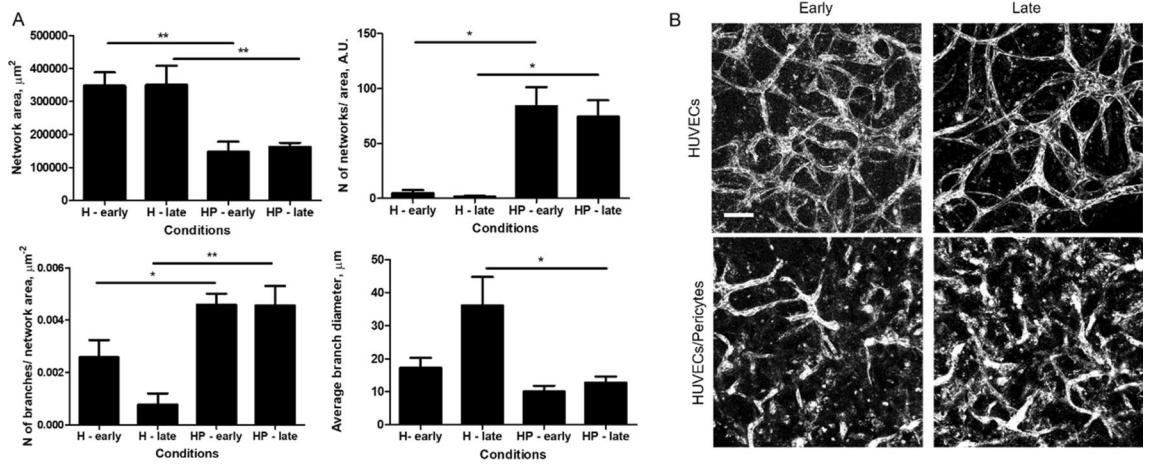 A
Network area, μm²
500000
400000
300000
200000
100000
0
**
**
H - early
H - late
HP - early
HP - late
Conditions
N of networks/ area, A.U.
150
100
50
0
*
*
H - early
H - late
HP - early
HP - late
Conditions
N of branches/ network area, μm⁻²
0.006
0.004
0.002
0.000
*
**
H - early
H - late
HP - early
HP - late
Conditions
Average branch diameter, μm
50
40
30
20
10
0
*
H - early
H - late
HP - early
HP - late
Conditions
B
Early
Late
HUVECs
HUVECs/Pericytes